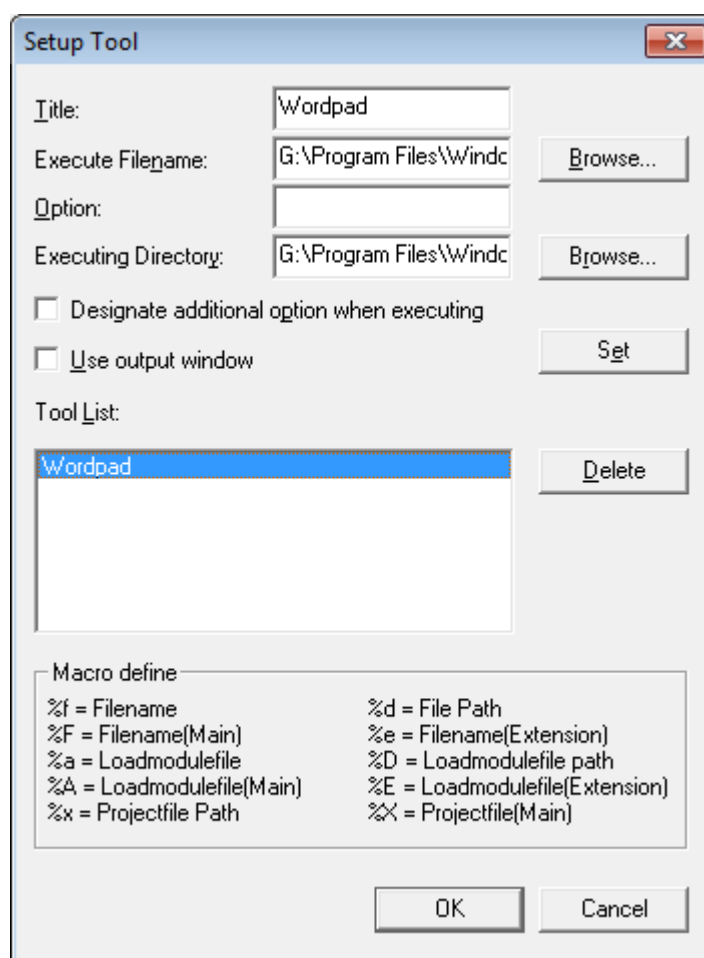 Setup Tool
Title: Wordpad
Execute Filename: G:\Program Files\Windc Browse...
Option:
Executing Directory: G:\Program Files\Windc Browse...
Designate additional option when executing
Use output window Set
Tool List:
Wordpad Delete
Macro define
%f = Filename %d = File Path
%F = Filename(Main) %e = Filename(Extension)
%a = Loadmodulefile %D = Loadmodulefile path
%A = Loadmodulefile(Main) %E = Loadmodulefile(Extension)
%x = Projectfile Path %X = Projectfile(Main)
OK Cancel